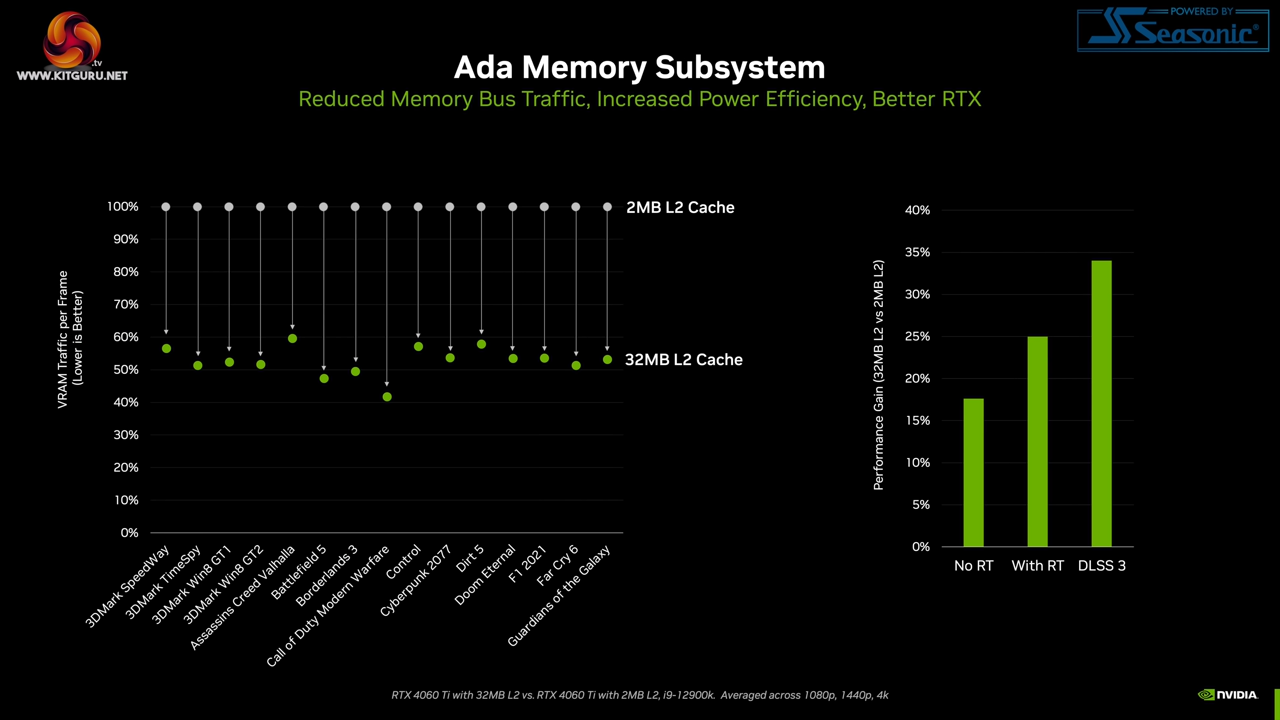 .tv
WWW.KITGURU.NET
POWERED BY
Seasonic®
Ada Memory Subsystem
Reduced Memory Bus Traffic, Increased Power Efficiency, Better RTX
VRAM Traffic per Frame
(Lower is Better)
100%
90%
80%
70%
60%
50%
40%
30%
20%
10%
0%
2MB L2 Cache
32MB L2 Cache
3DMark SpeedWay
3DMark TimeSpy
3DMark Win8 GT1
3DMark Win8 GT2
Assassins Creed Valhalla
Battlefield 5
Borderlands 3
Call of Duty Modern Warfare
Control
Cyberpunk 2077
Dirt 5
Doom Eternal
F1 2021
Far Cry 6
Guardians of the Galaxy
Performance Gain (32MB L2 vs 2MB L2)
40%
35%
30%
25%
20%
15%
10%
5%
0%
No RT
With RT
DLSS 3
RTX 4060 Ti with 32MB L2 vs. RTX 4060 Ti with 2MB L2, i9-12900k. Averaged across 1080p, 1440p, 4k
NVIDIA.